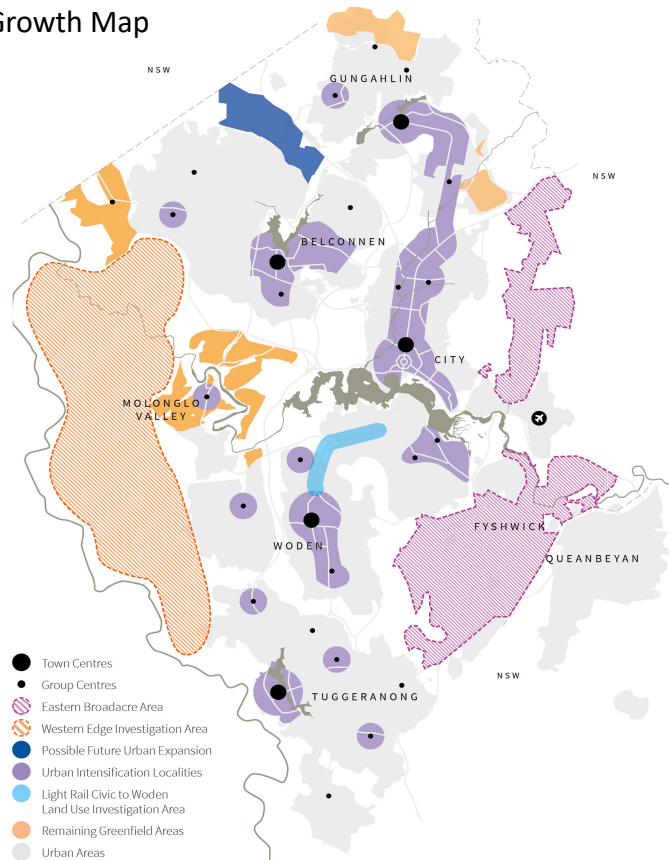 Growth Map
NSW
GUNGAHLIN
NSW
BELCONNEN
CITY
MOLONGLO
VALLEY
FYSHWICK
WODEN
QUEANBEYAN
NSW
TUGGERANONG
Town Centres
Group Centres
Eastern Broadacre Area
Western Edge Investigation Area
Possible Future Urban Expansion
Urban Intensification Localities
Light Rail Civic to Woden
Land Use Investigation Area
Remaining Greenfield Areas
Urban Areas